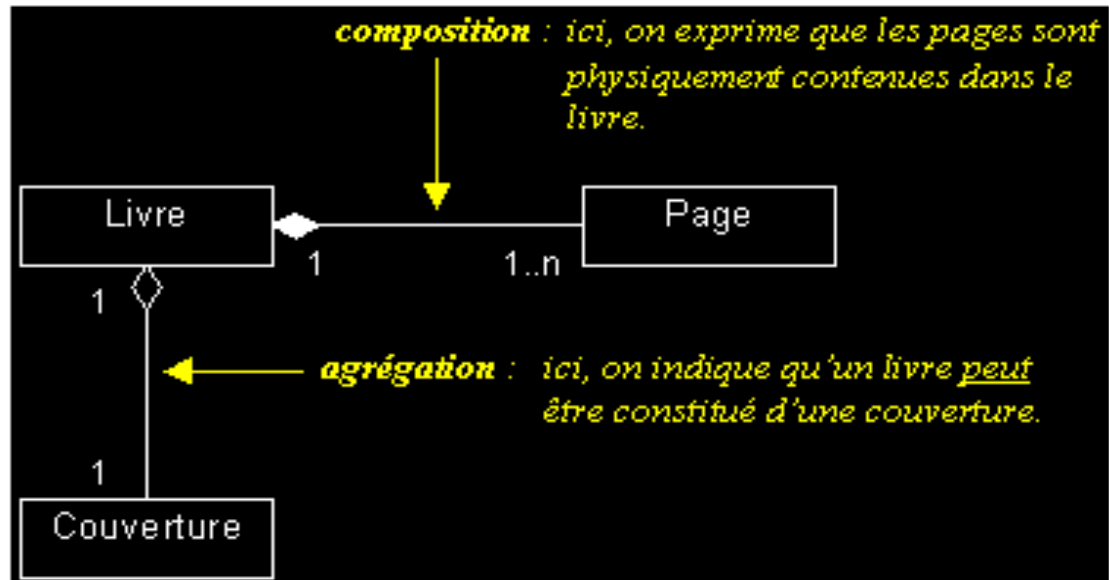 composition : ici, on exprime que les pages sont
physiquement contenues dans le
livre.
Livre
Page
1
1..n
1
agrégation : ici, on indique qu'un livre peut
être constitué d'une couverture.
1
Couverture